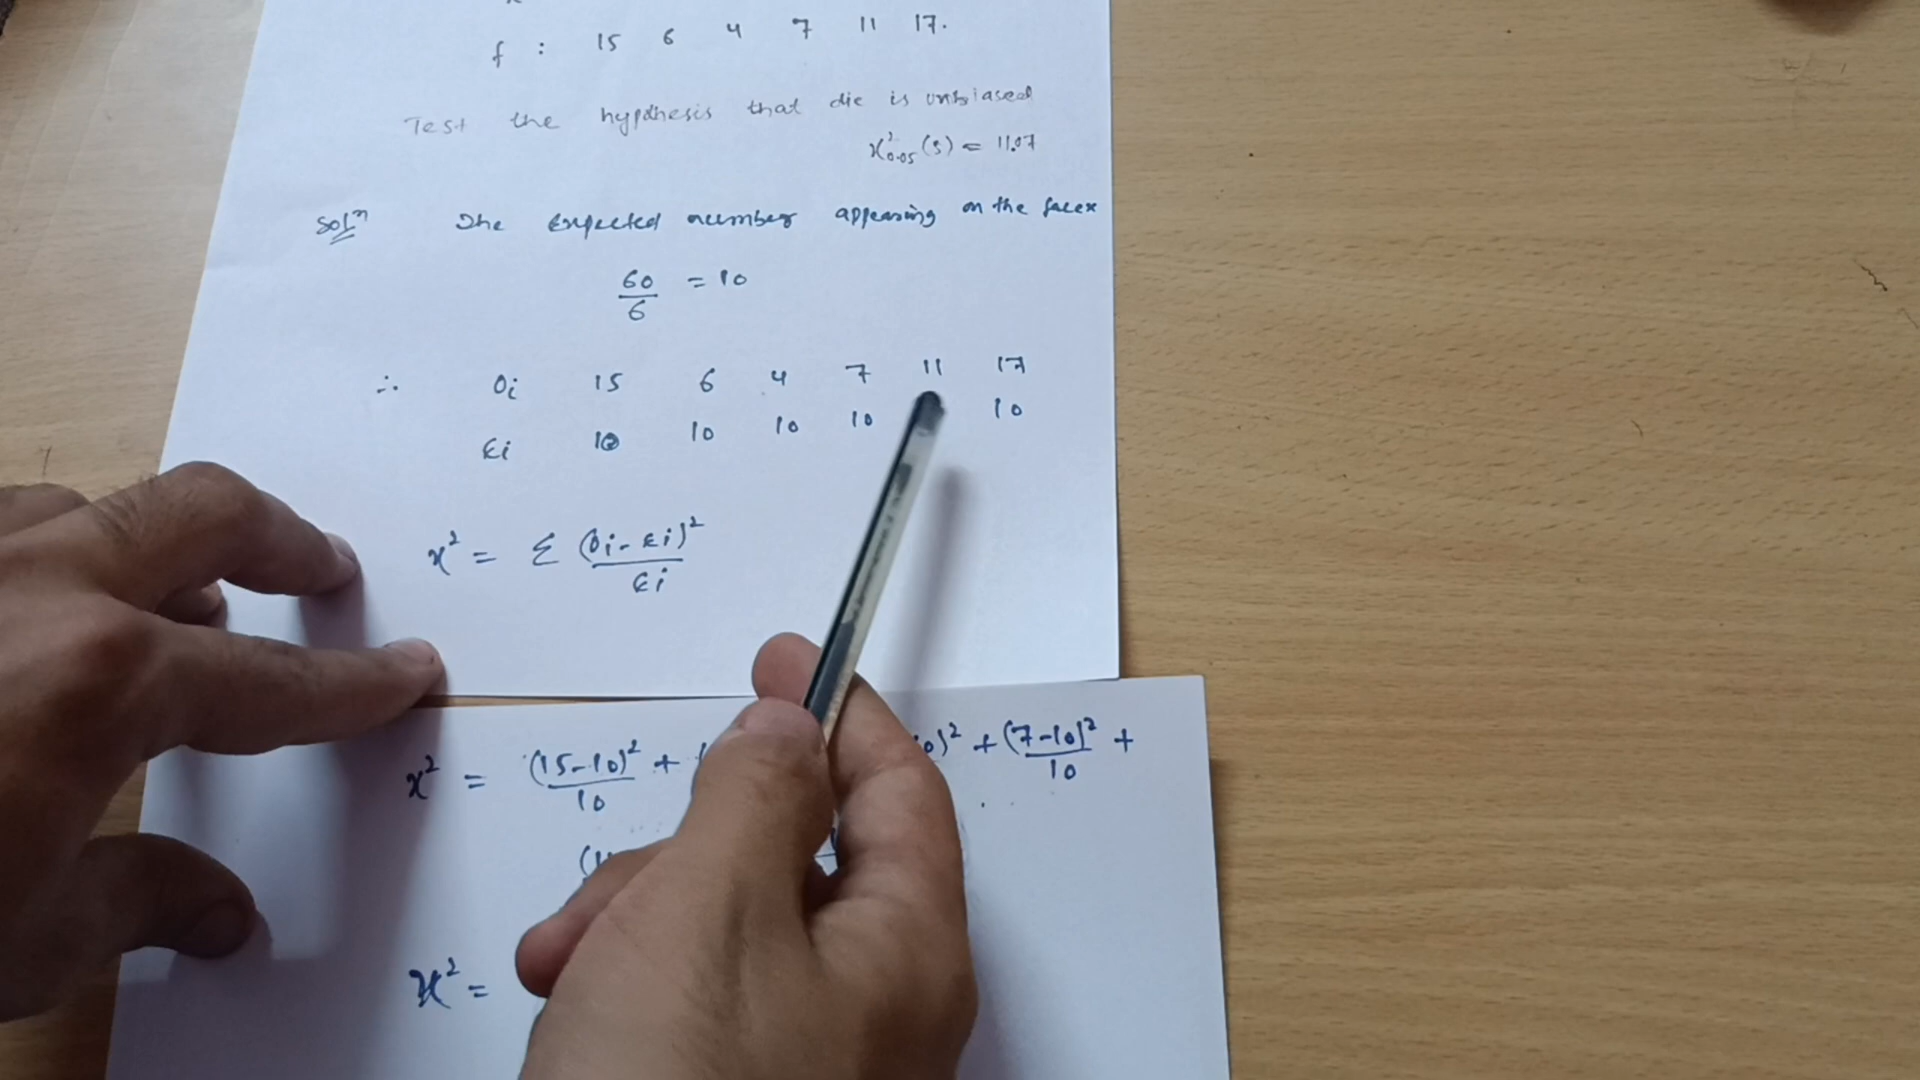 f : 15 6 4 7 11 17.
Test the hypothesis that die is unbiased
χ²0.05 (5) = 11.07
Solⁿ The Expected number appearing on the faces
60/6 = 10
∴ Oi 15 6 4 7 11 17
Ei 10 10 10 10 10
χ² = Σ (Oi - Ei)²/Ei
χ² = (15-10)²/10 + ( 0)² + (7-10)²/10 +
(11
χ² =